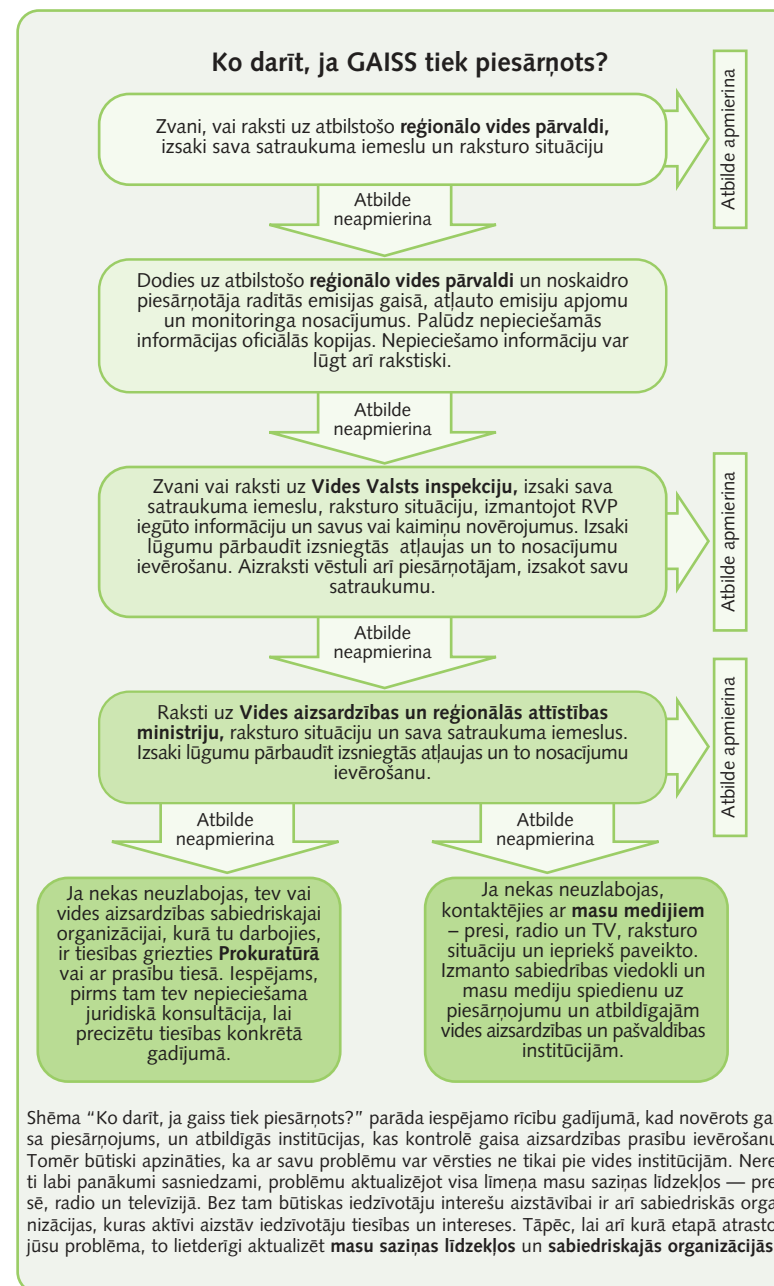 Ko darīt, ja GAISS tiek piesārņots?
Zvani, vai raksti uz atbilstošo reģionālo vides pārvaldi,
izsaki sava satraukuma iemeslu un raksturo situāciju
Atbilde apmierina
Atbilde
neapmierina
Dodies uz atbilstošo reģionālo vides pārvaldi un noskaidro
piesārņotāja radītās emisijas gaisā, atļauto emisiju apjomu
un monitoringa nosacījumus. Palūdz nepieciešamās
informācijas oficiālās kopijas. Nepieciešamo informāciju var
lūgt arī rakstiski.
Atbilde
neapmierina
Zvani vai raksti uz Vides Valsts inspekciju, izsaki sava
satraukuma iemeslu, raksturo situāciju, izmantojot RVP
iegūto informāciju un savus vai kaimiņu novērojumus. Izsaki
lūgumu pārbaudīt izsniegtās atļaujas un to nosacījumu
ievērošanu. Aizraksti vēstuli arī piesārņotājam, izsakot savu
satraukumu.
Atbilde apmierina
Atbilde
neapmierina
Raksti uz Vides aizsardzības un reģionālās attīstības
ministriju, raksturo situāciju un sava satraukuma iemeslus.
Izsaki lūgumu pārbaudīt izsniegtās atļaujas un to nosacījumu
ievērošanu.
Atbilde apmierina
Atbilde
neapmierina
Atbilde
neapmierina
Ja nekas neuzlabojas, tev vai
vides aizsardzības sabiedriskajai
organizācijai, kurā tu darbojies,
ir tiesības griezties Prokuratūrā
vai ar prasību tiesā. Iespējams,
pirms tam tev nepieciešama
juridiskā konsultācija, lai
precizētu tiesības konkrētā
gadījumā.
Ja nekas neuzlabojas,
kontaktējies ar masu medijiem
– presi, radio un TV, raksturo
situāciju un iepriekš paveikto.
Izmanto sabiedrības viedokli un
masu mediju spiedienu uz
piesārņojumu un atbildīgajām
vides aizsardzības un pašvaldības
institūcijām.
Shēma “Ko darīt, ja gaiss tiek piesārņots?” parāda iespējamo rīcību gadījumā, kad novērots ga
sa piesārņojums, un atbildīgās institūcijas, kas kontrolē gaisa aizsardzības prasību ievērošanu
Tomēr būtiski apzināties, ka ar savu problēmu var vērsties ne tikai pie vides institūcijām. Nere
ti labi panākumi sasniedzami, problēmu aktualizējot visa līmeņa masu saziņas līdzekļos — pre
sē, radio un televīzijā. Bez tam būtiskas iedzīvotāju interešu aizstāvībai ir arī sabiedriskās orga
nizācijas, kuras aktīvi aizstāv iedzīvotāju tiesības un intereses. Tāpēc, lai arī kurā etapā atrasto
jūsu problēma, to lietderīgi aktualizēt masu saziņas līdzekļos un sabiedriskajās organizācijās